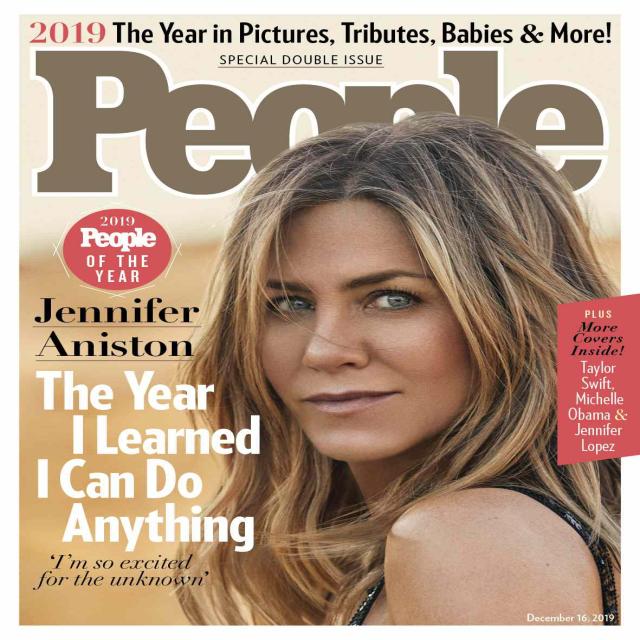 2019 The Year in Pictures, Tributes, Babies & More!
SPECIAL DOUBLE ISSUE
People
2019
People
OF THE
YEAR
Jennifer
Aniston
The Year
I Learned
I Can Do
Anything
‘I’m so excited
for the unknown’
PLUS
More
Covers
Inside!
Taylor
Swift,
Michelle
Obama &
Jennifer
Lopez
December 16, 2019